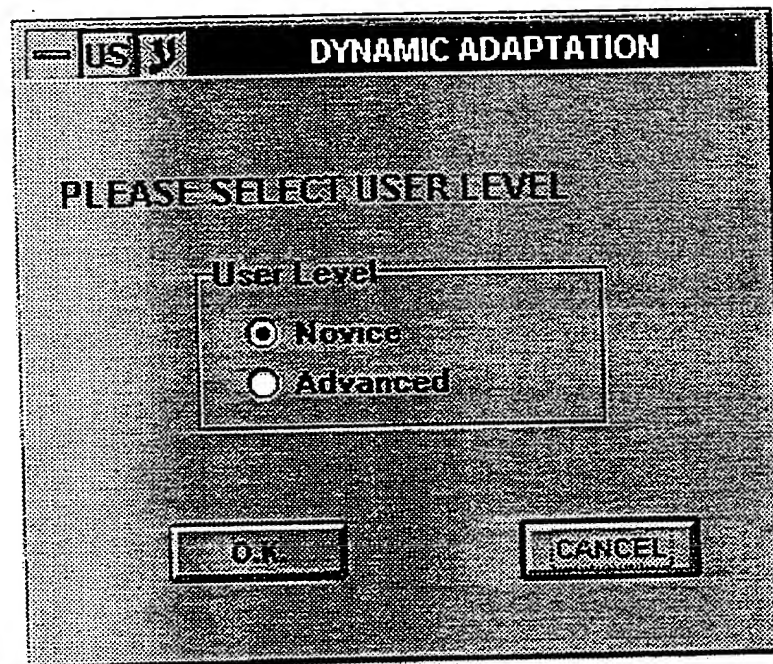 US DYNAMIC ADAPTATION
PLEASE SELECT USER LEVEL
User Level
Novice
Advanced
O.K. CANCEL